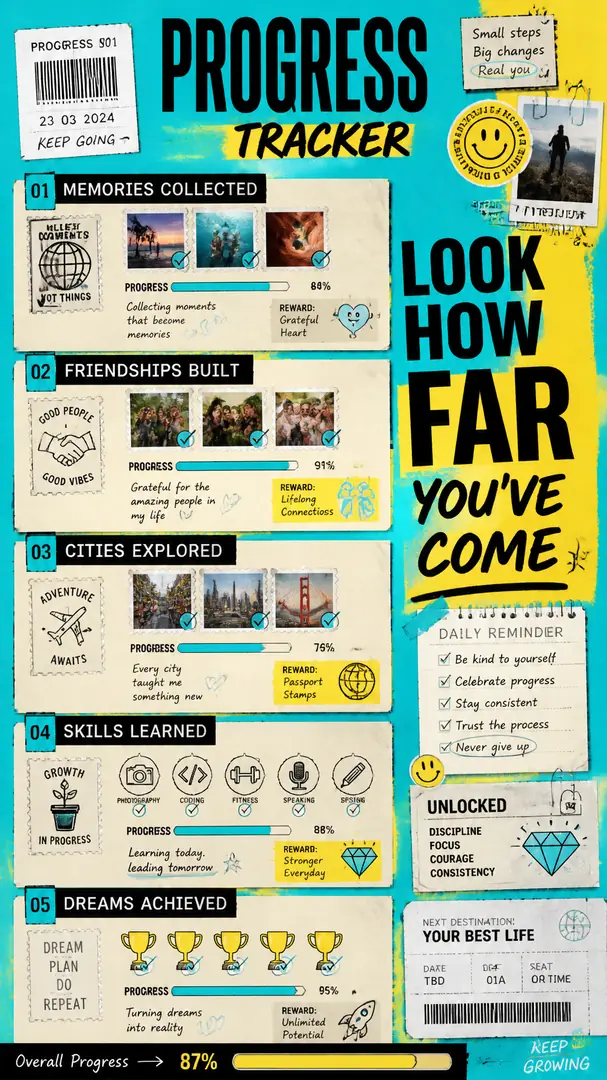 PROGRESS 901
23 03 2024
KEEP GOING
PROGRESS
TRACKER
Small steps
Big changes
Real you
01 MEMORIES COLLECTED
NOT THINGS
PROGRESS
Collecting moments
that become
memories
REWARD:
Grateful
Heart
LOOK
HOW
FAR
YOU'VE
COME
02 FRIENDSHIPS BUILT
GOOD PEOPLE
GOOD VIBES
PROGRESS 91%
Grateful for the
amazing people in
my life
REWARD:
Lifelong
Connections
03 CITIES EXPLORED
ADVENTURE
AWAITS
PROGRESS 76%
Every city
taught me
something new
REWARD:
Passport
Stamps
04 SKILLS LEARNED
GROWTH
IN PROGRESS
PHOTOGRAPHY
CODING
FITNESS
SPEAKING
PROGRESS 88%
Learning today,
leading tomorrow
REWARD:
Stronger
Everyday
05 DREAMS ACHIEVED
DREAM
PLAN
DO
REPEAT
PROGRESS 95%
Turning dreams
into reality
REWARD:
Unlimited
Potential
DAILY REMINDER
Be kind to yourself
Celebrate progress
Stay consistent
Trust the process
Never give up
UNLOCKED
DISCIPLINE
FOCUS
COURAGE
CONSISTENCY
NEXT DESTINATION:
YOUR BEST LIFE
DATE
TBD
01A
SEAT
OR TIME
Overall Progress → 87%
KEEP
GROWING